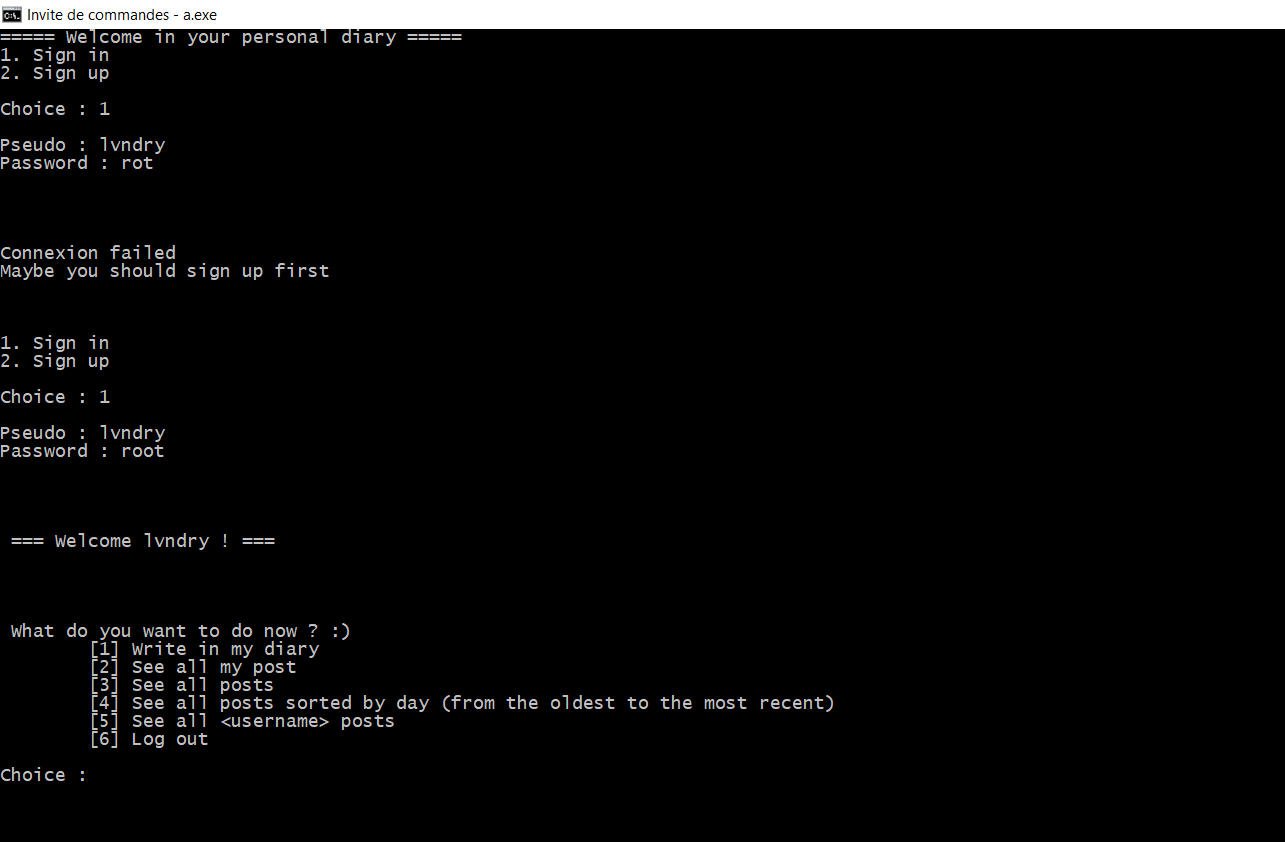 Invite de commandes - a.exe
===== Welcome in your personal diary =====
1. Sign in
2. Sign up
Choice : 1
Pseudo : lvndry
Password : rot
Connexion failed
Maybe you should sign up first
1. Sign in
2. Sign up
Choice : 1
Pseudo : lvndry
Password : root
=== Welcome lvndry ! ===
What do you want to do now ? :)
[1] Write in my diary
[2] See all my post
[3] See all posts
[4] See all posts sorted by day (from the oldest to the most recent)
[5] See all <username> posts
[6] Log out
Choice :